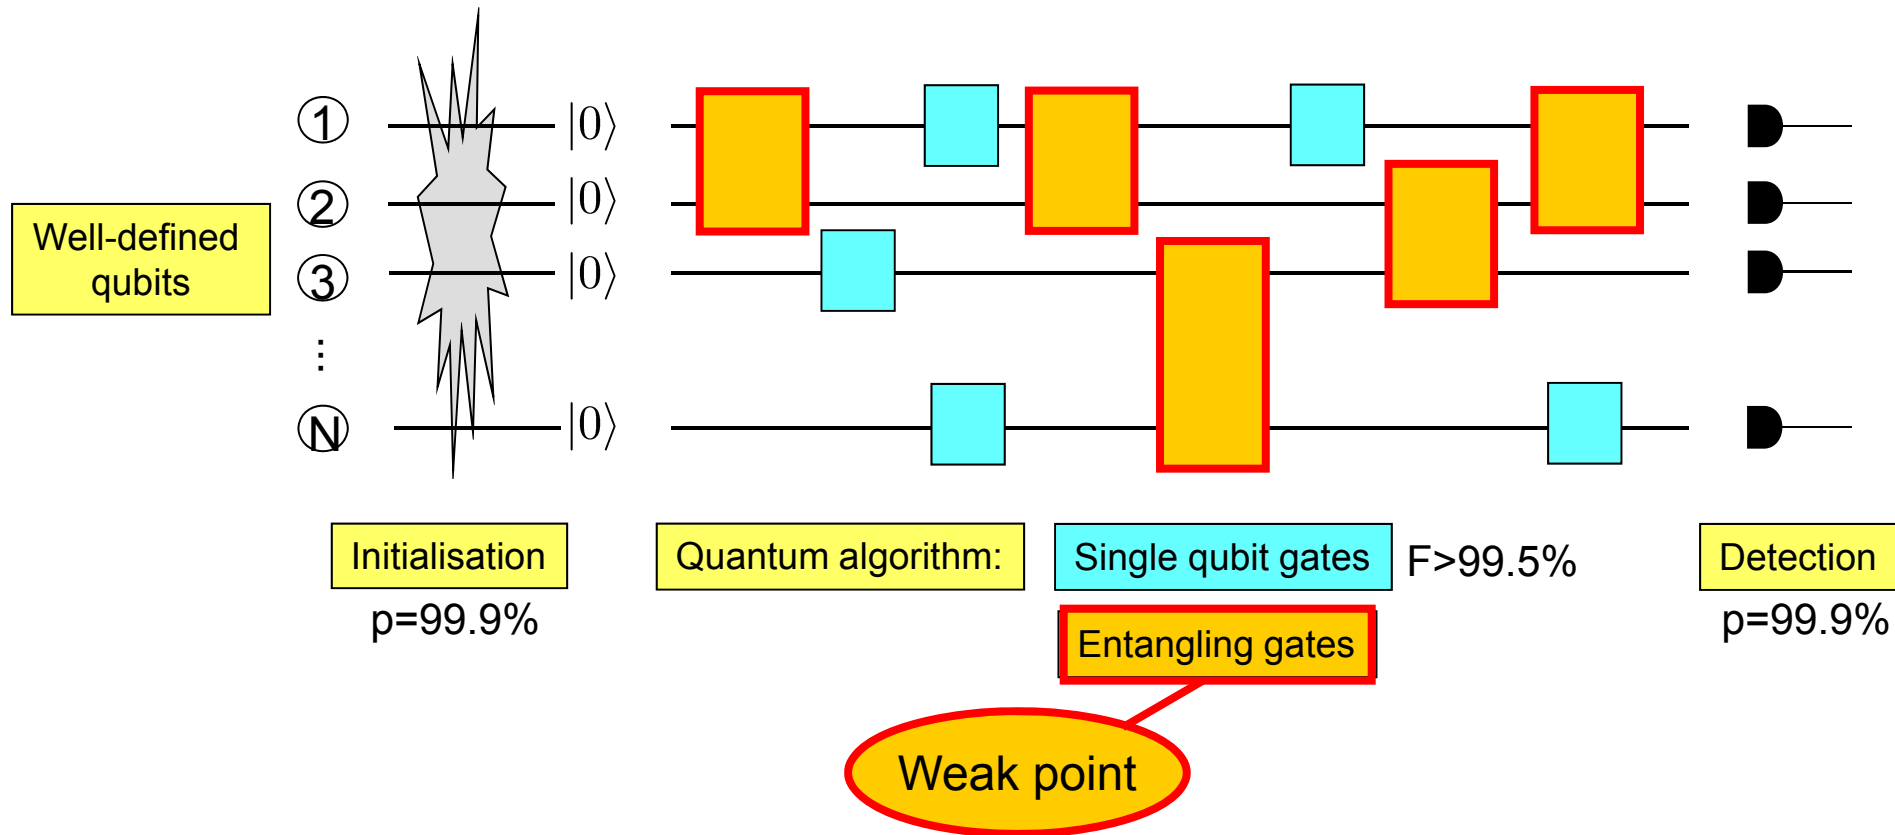 1
|0⟩
2
|0⟩
Well-defined
qubits
3
|0⟩
⋮
N
|0⟩
Initialisation
p=99.9%
Quantum algorithm:
Single qubit gates
F>99.5%
Entangling gates
Detection
p=99.9%
Weak point